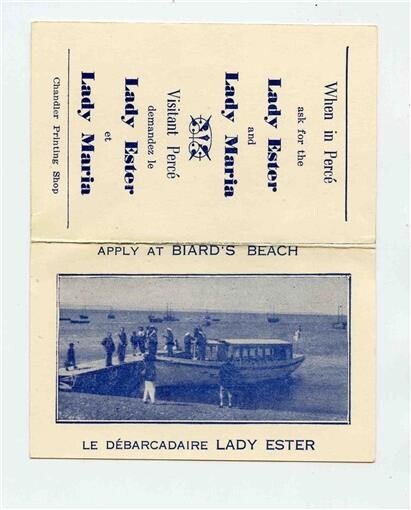 When in Percé
ask for the
Lady Ester
and
Lady Maria
Visitant Percé
demandez le
Lady Ester
et
Lady Maria
Chandler Printing Shop
APPLY AT BIARD'S BEACH
LE DÉBARCADAIRE LADY ESTER